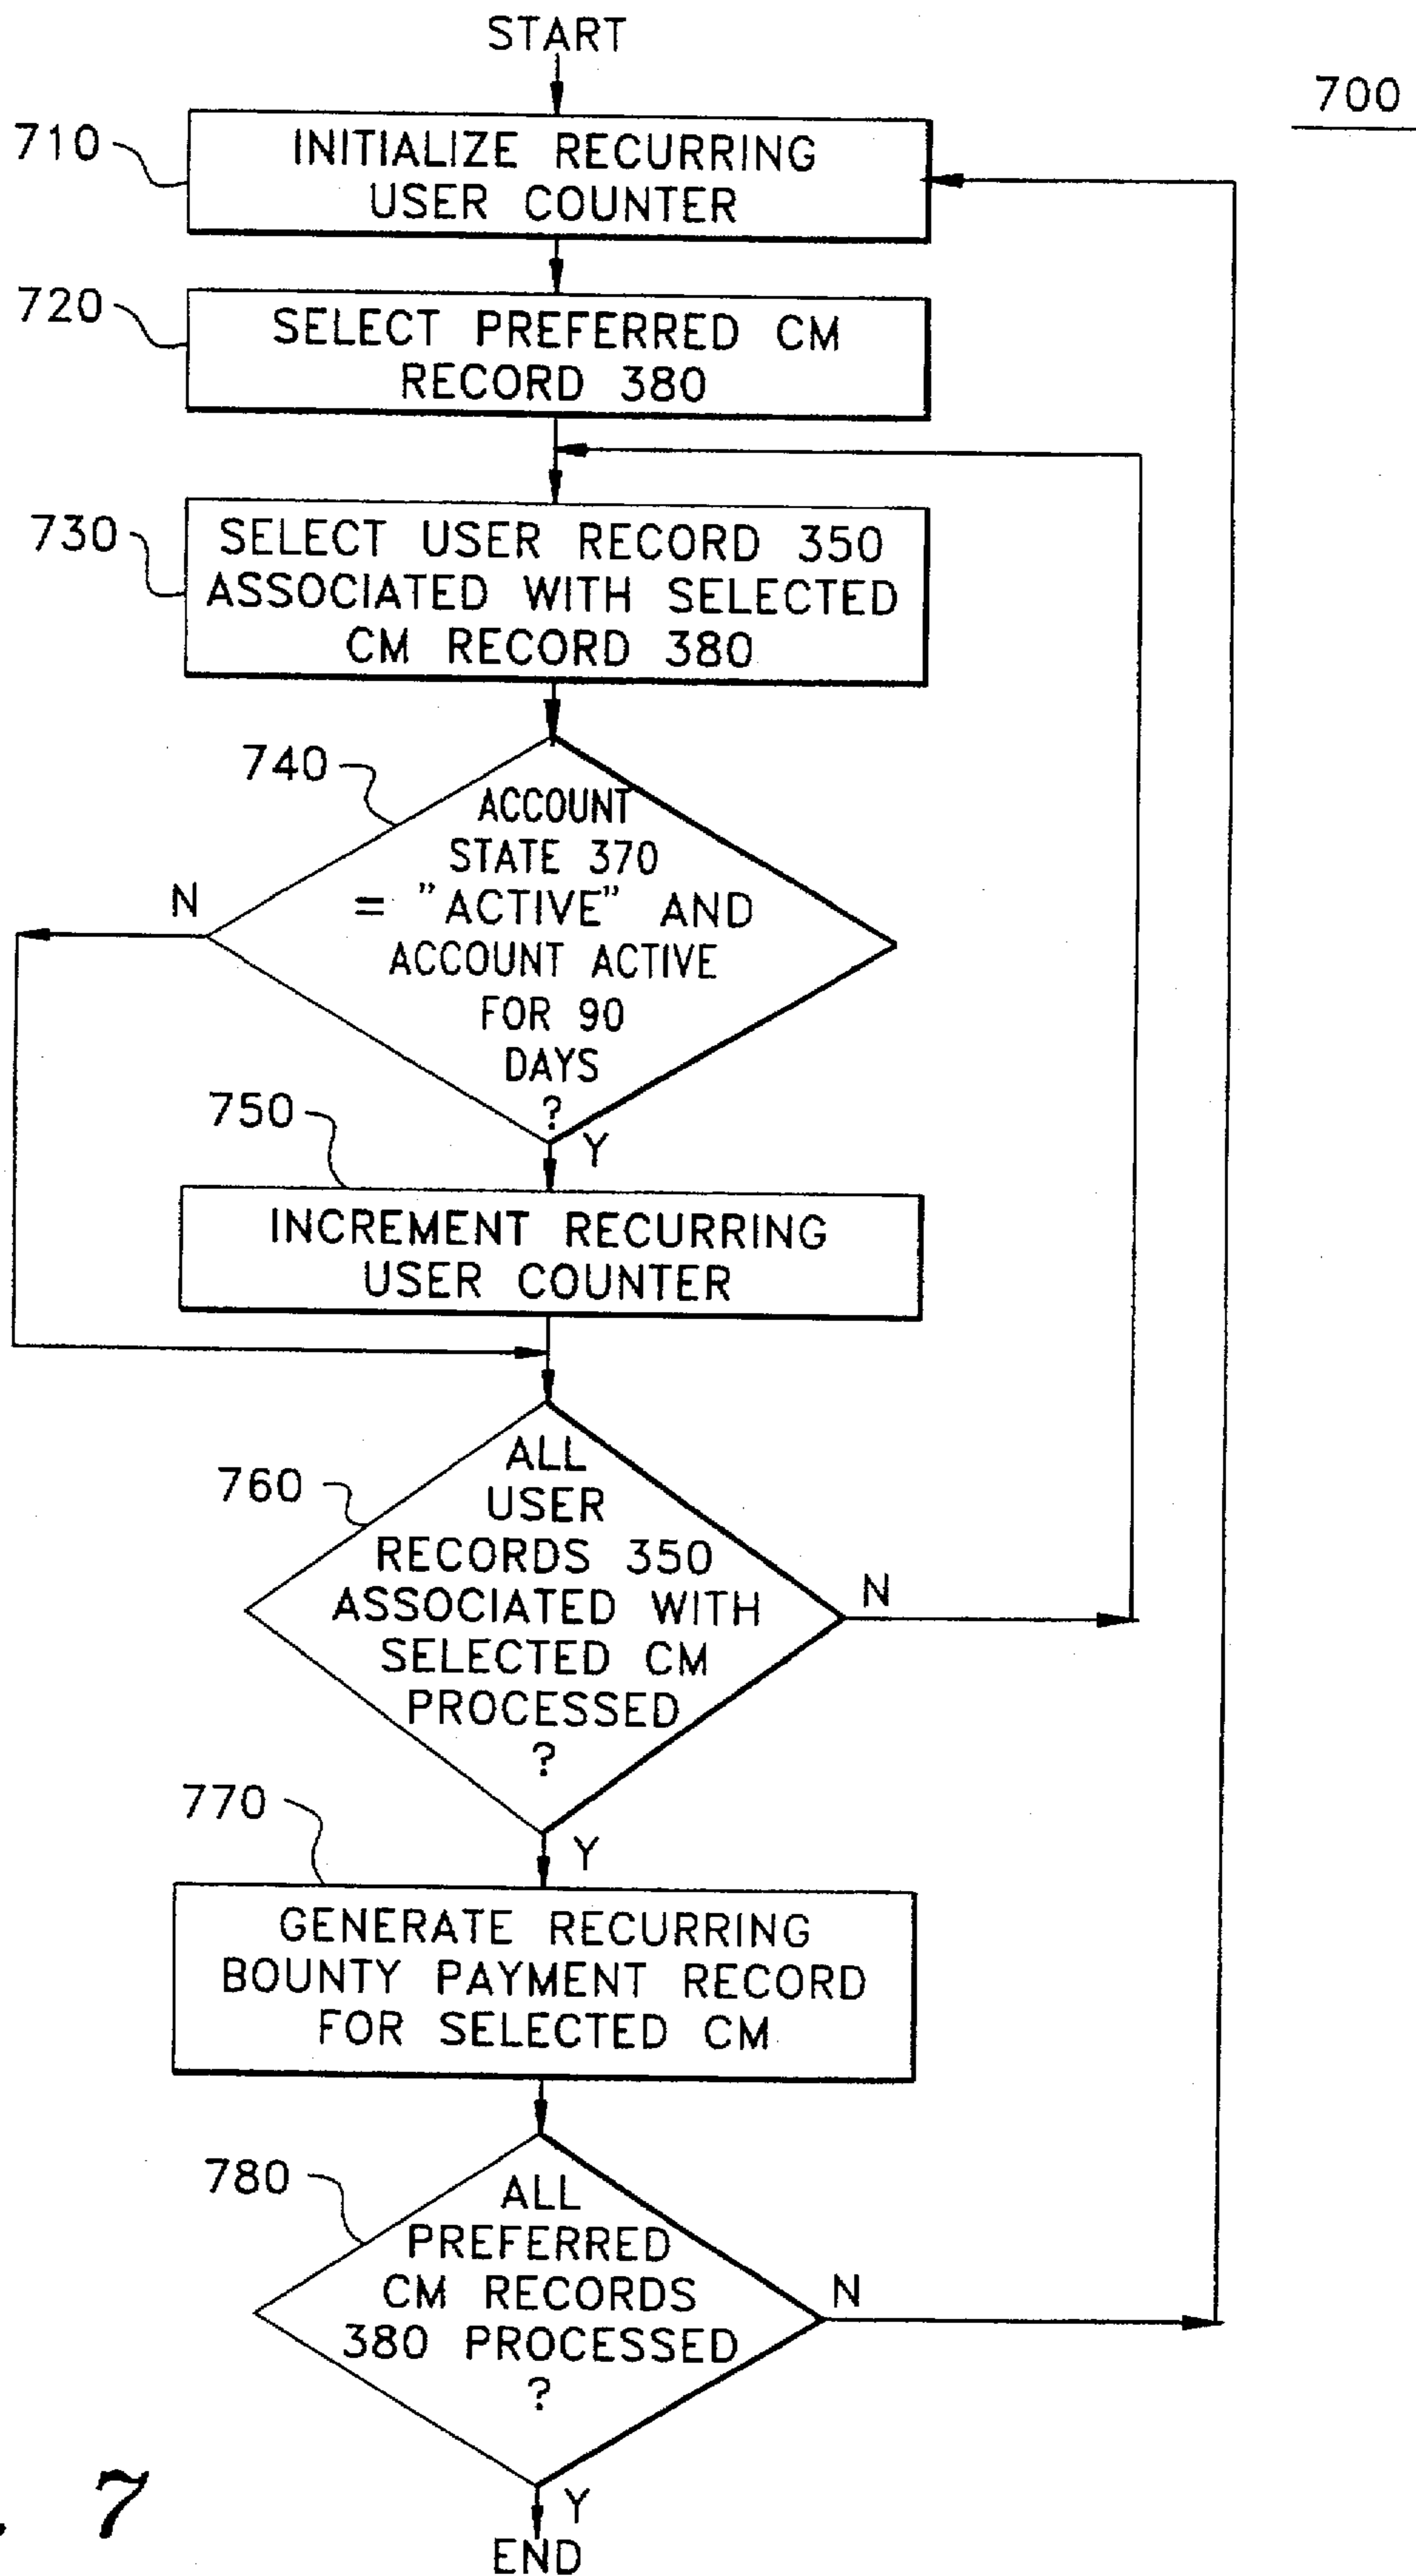 START
700
710
INITIALIZE RECURRING
USER COUNTER
720
SELECT PREFERRED CM
RECORD 380
730
SELECT USER RECORD 350
ASSOCIATED WITH SELECTED
CM RECORD 380
740
ACCOUNT
STATE 370
= "ACTIVE" AND
ACCOUNT ACTIVE
FOR 90
DAYS
?
N
Y
750
INCREMENT RECURRING
USER COUNTER
760
ALL
USER
RECORDS 350
ASSOCIATED WITH
SELECTED CM
PROCESSED
?
N
Y
770
GENERATE RECURRING
BOUNTY PAYMENT RECORD
FOR SELECTED CM
780
ALL
PREFERRED
CM RECORDS
380 PROCESSED
?
N
Y
END
. 7